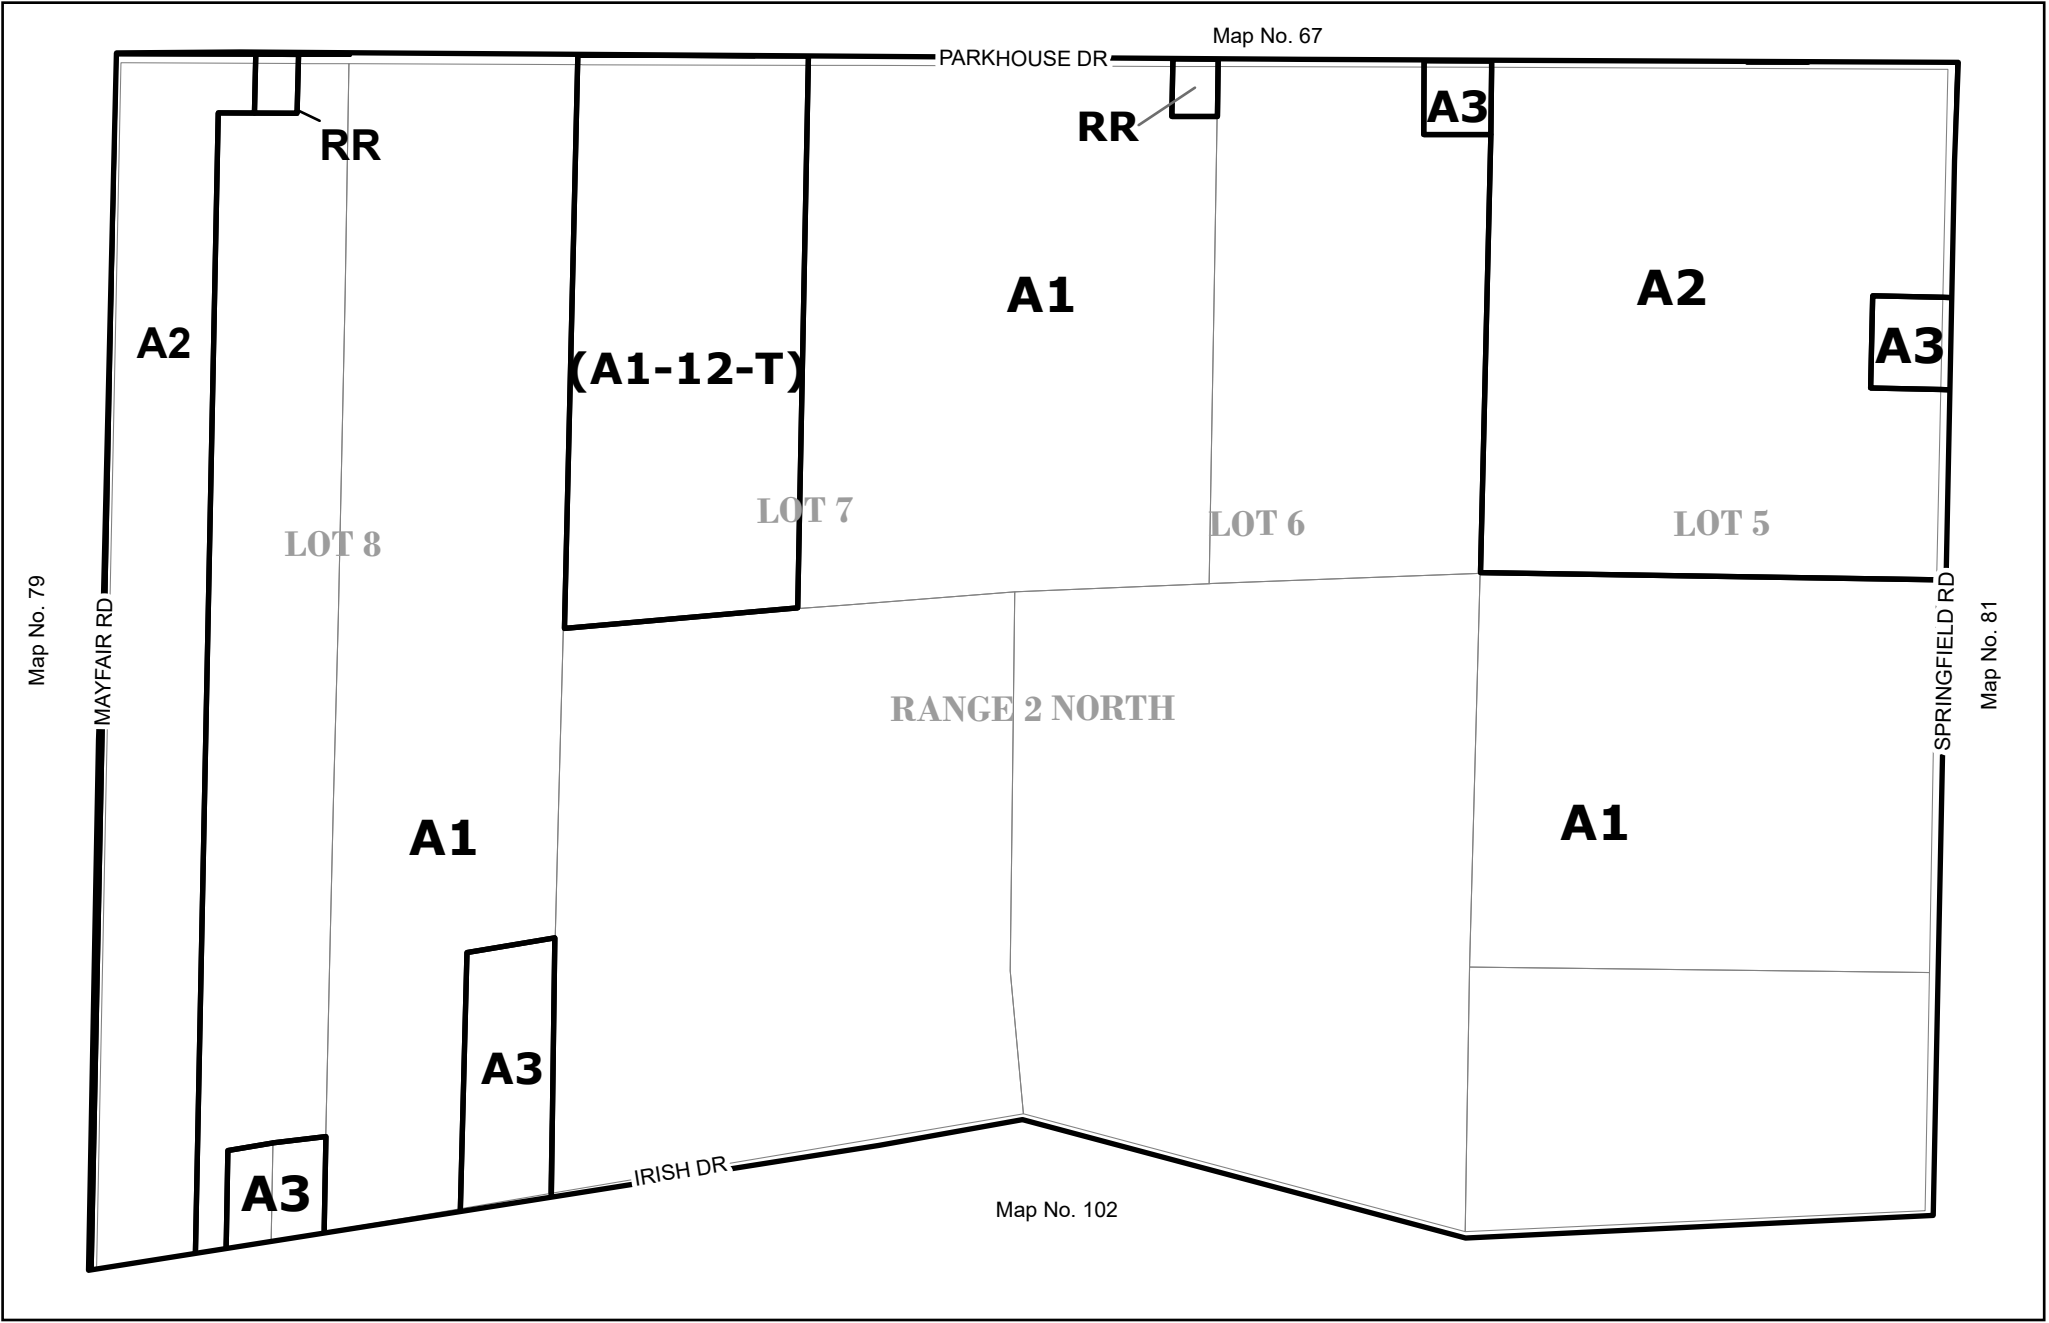 Map No. 67
PARKHOUSE DR
RR
RR
A3
A2
(A1-12-T)
A1
A2
A3
LOT 8
LOT 7
LOT 6
LOT 5
Map No. 79
MAYFAIR RD
RANGE 2 NORTH
SPRINGFIELD RD
Map No. 81
A1
A1
A3
A3
IRISH DR
Map No. 102